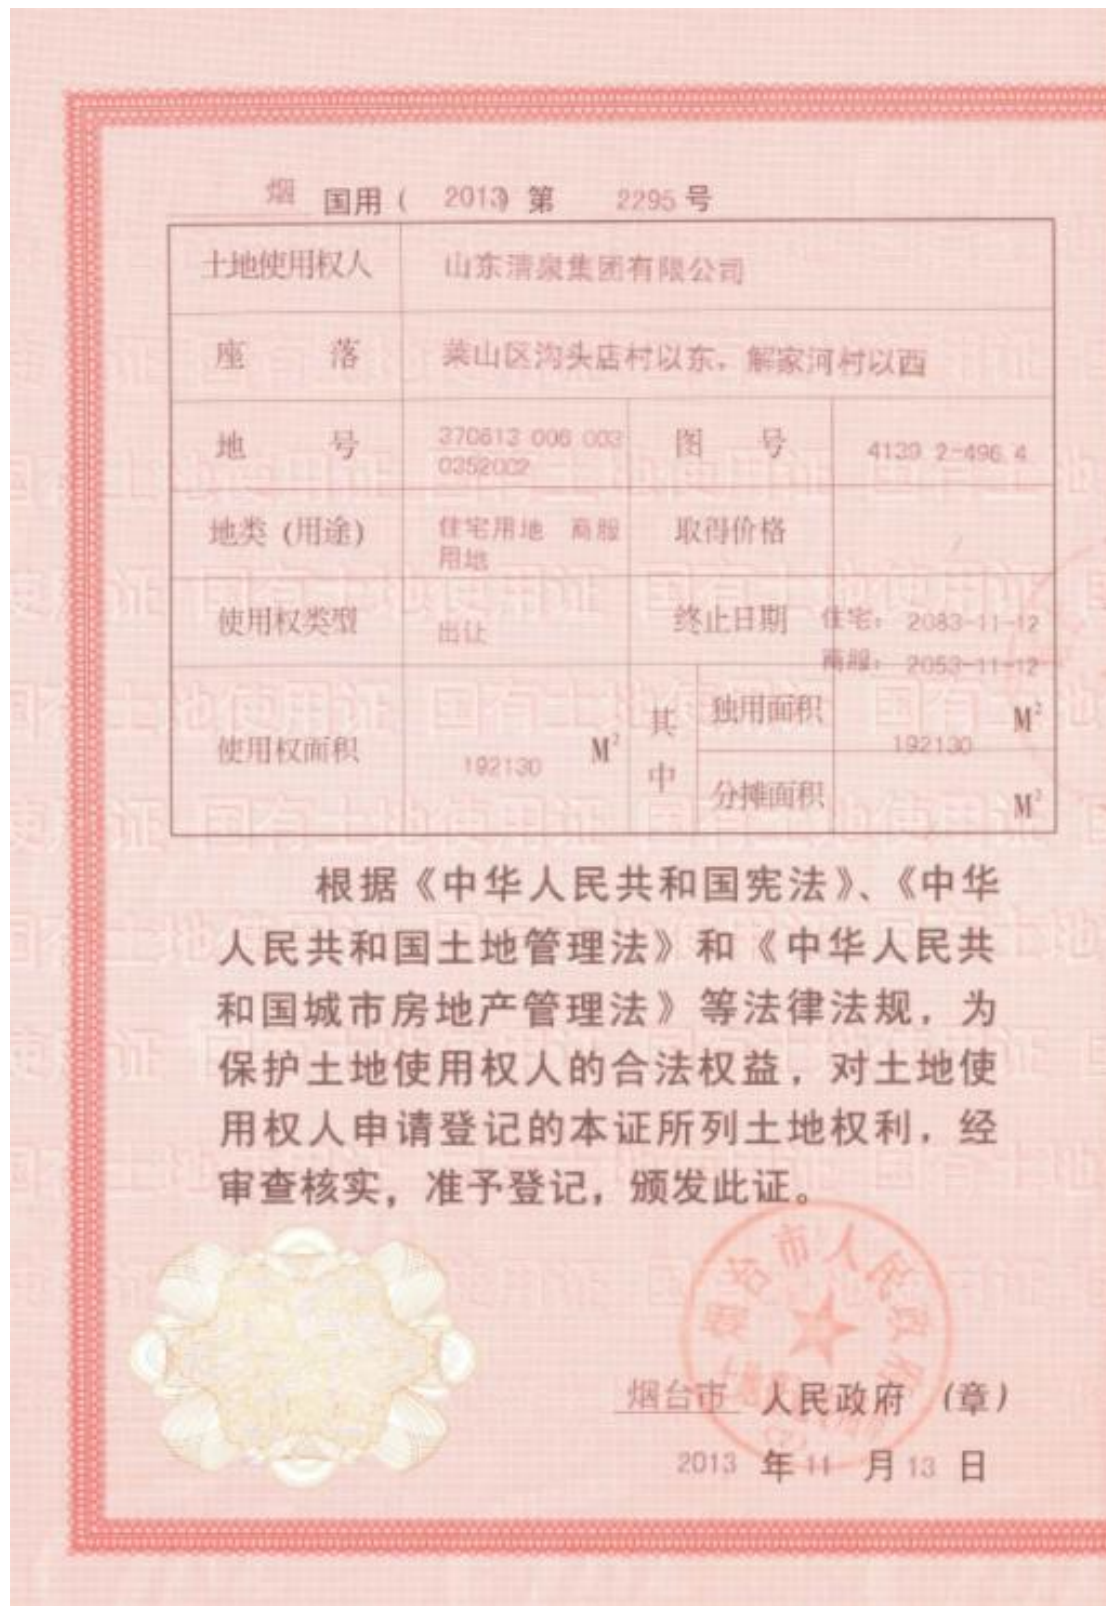 烟 国用( 2013)第 2295 号
土地使用权人 山东清泉集团有限公司
座 落 莱山区沟头店村以东，解家河村以西
地 号 370613 006 003 图 号 4139 2-496 4
0352002
地类(用途) 住宅用地 商服 取得价格
用地
使用权类型 出让 终止日期 住宅: 2083-11-12
商服: 2053-11-12
使用权面积 192130 M² 其中 独用面积 192130 M²
分摊面积 M²
根据《中华人民共和国宪法》、《中华
人民共和国土地管理法》和《中华人民共
和国城市房地产管理法》等法律法规，为
保护土地使用权人的合法权益，对土地使
用权人申请登记的本证所列土地权利，经
审查核实，准予登记，颁发此证。
烟台市人民政府
烟台市 人民政府 (章)
2013 年 11 月 13 日